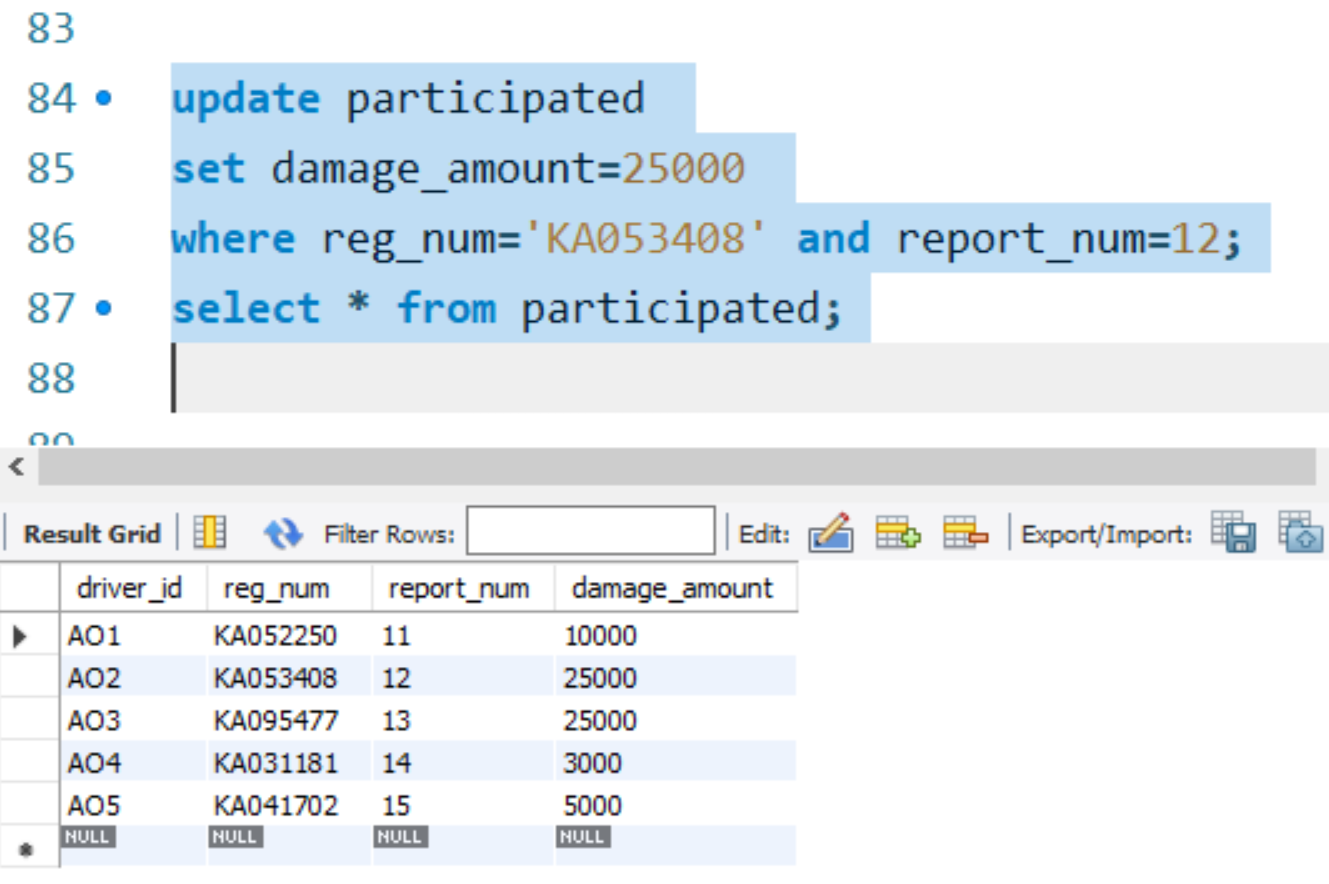 83
84 update participated
85 set damage_amount=25000
86 where reg_num='KA053408' and report_num=12;
87 select * from participated;
88
Result Grid Filter Rows: Edit: Export/Import:
driver_id reg_num report_num damage_amount
AO1 KA052250 11 10000
AO2 KA053408 12 25000
AO3 KA095477 13 25000
AO4 KA031181 14 3000
AO5 KA041702 15 5000
NULL NULL NULL NULL